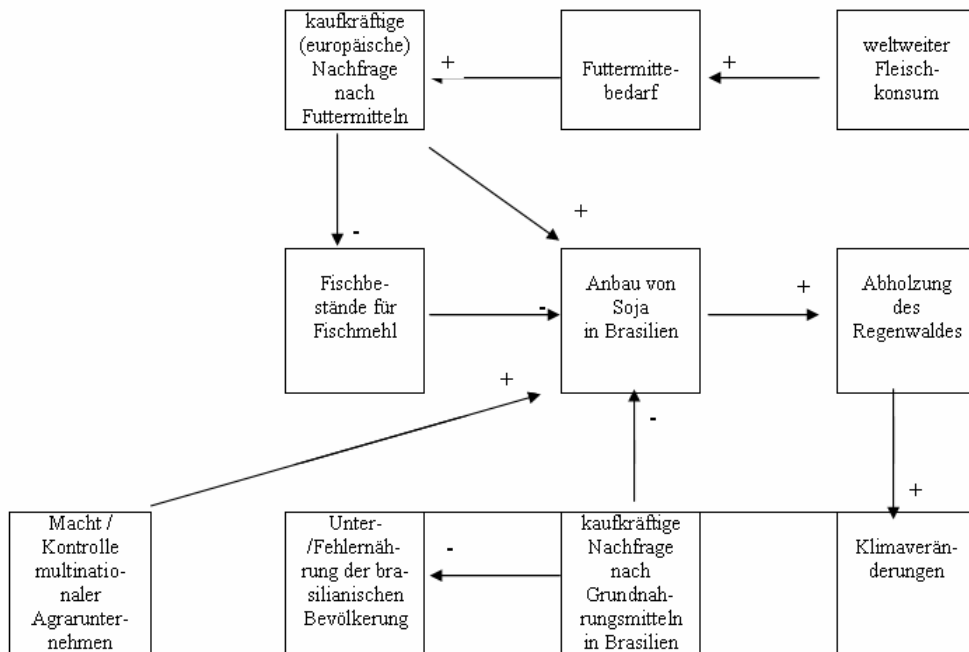 kaufkräftige
(europäische)
Nachfrage
nach
Futtermitteln
+
Futtermitte-
bedarf
+
weltweiter
Fleisch-
konsum
-
+
Fischbe-
stände für
Fischmehl
-
Anbau von
Soja
in Brasilien
+
Abholzung
des
Regenwaldes
+
-
+
Macht /
Kontrolle
multinatio-
naler
Agrarunter-
nehmen
Unter-
/Fehlernäh-
rung der bra-
silianischen
Bevölkerung
-
kaufkräftige
Nachfrage
nach
Grundnah-
rungsmitteln
in Brasilien
Klimaverän-
derungen